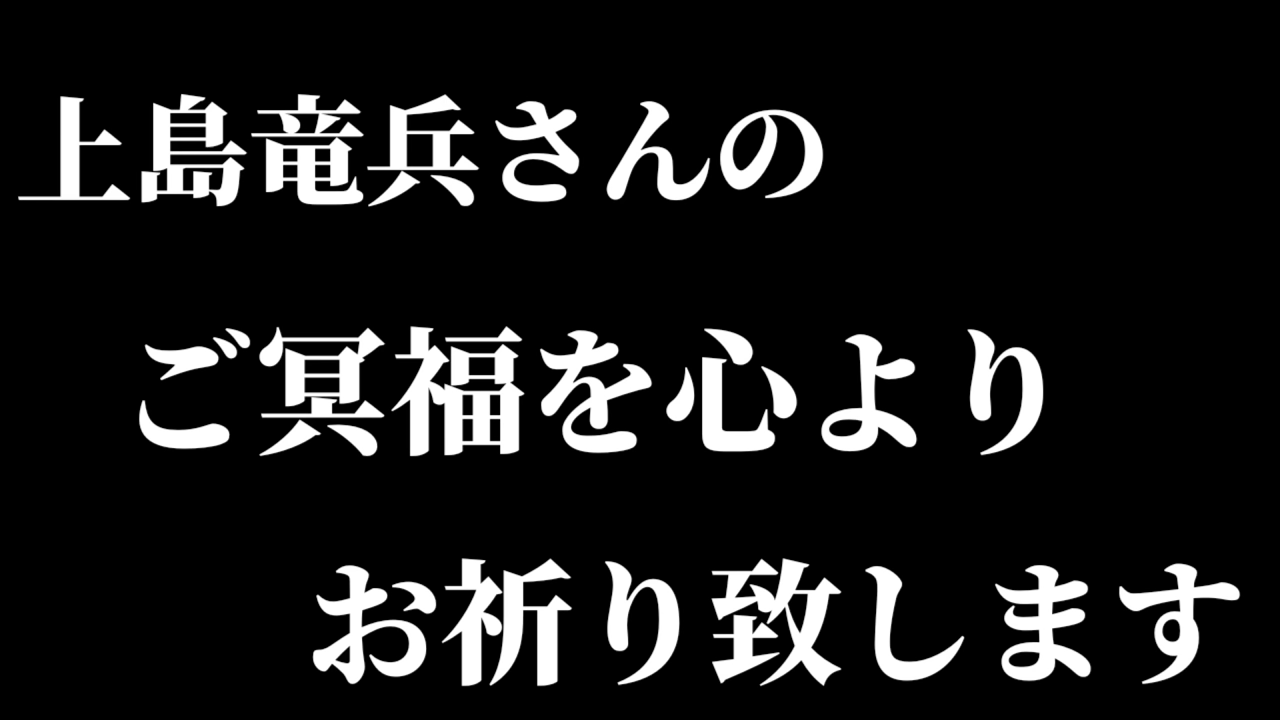 上島竜兵さんの
ご冥福を心より
お祈り致します